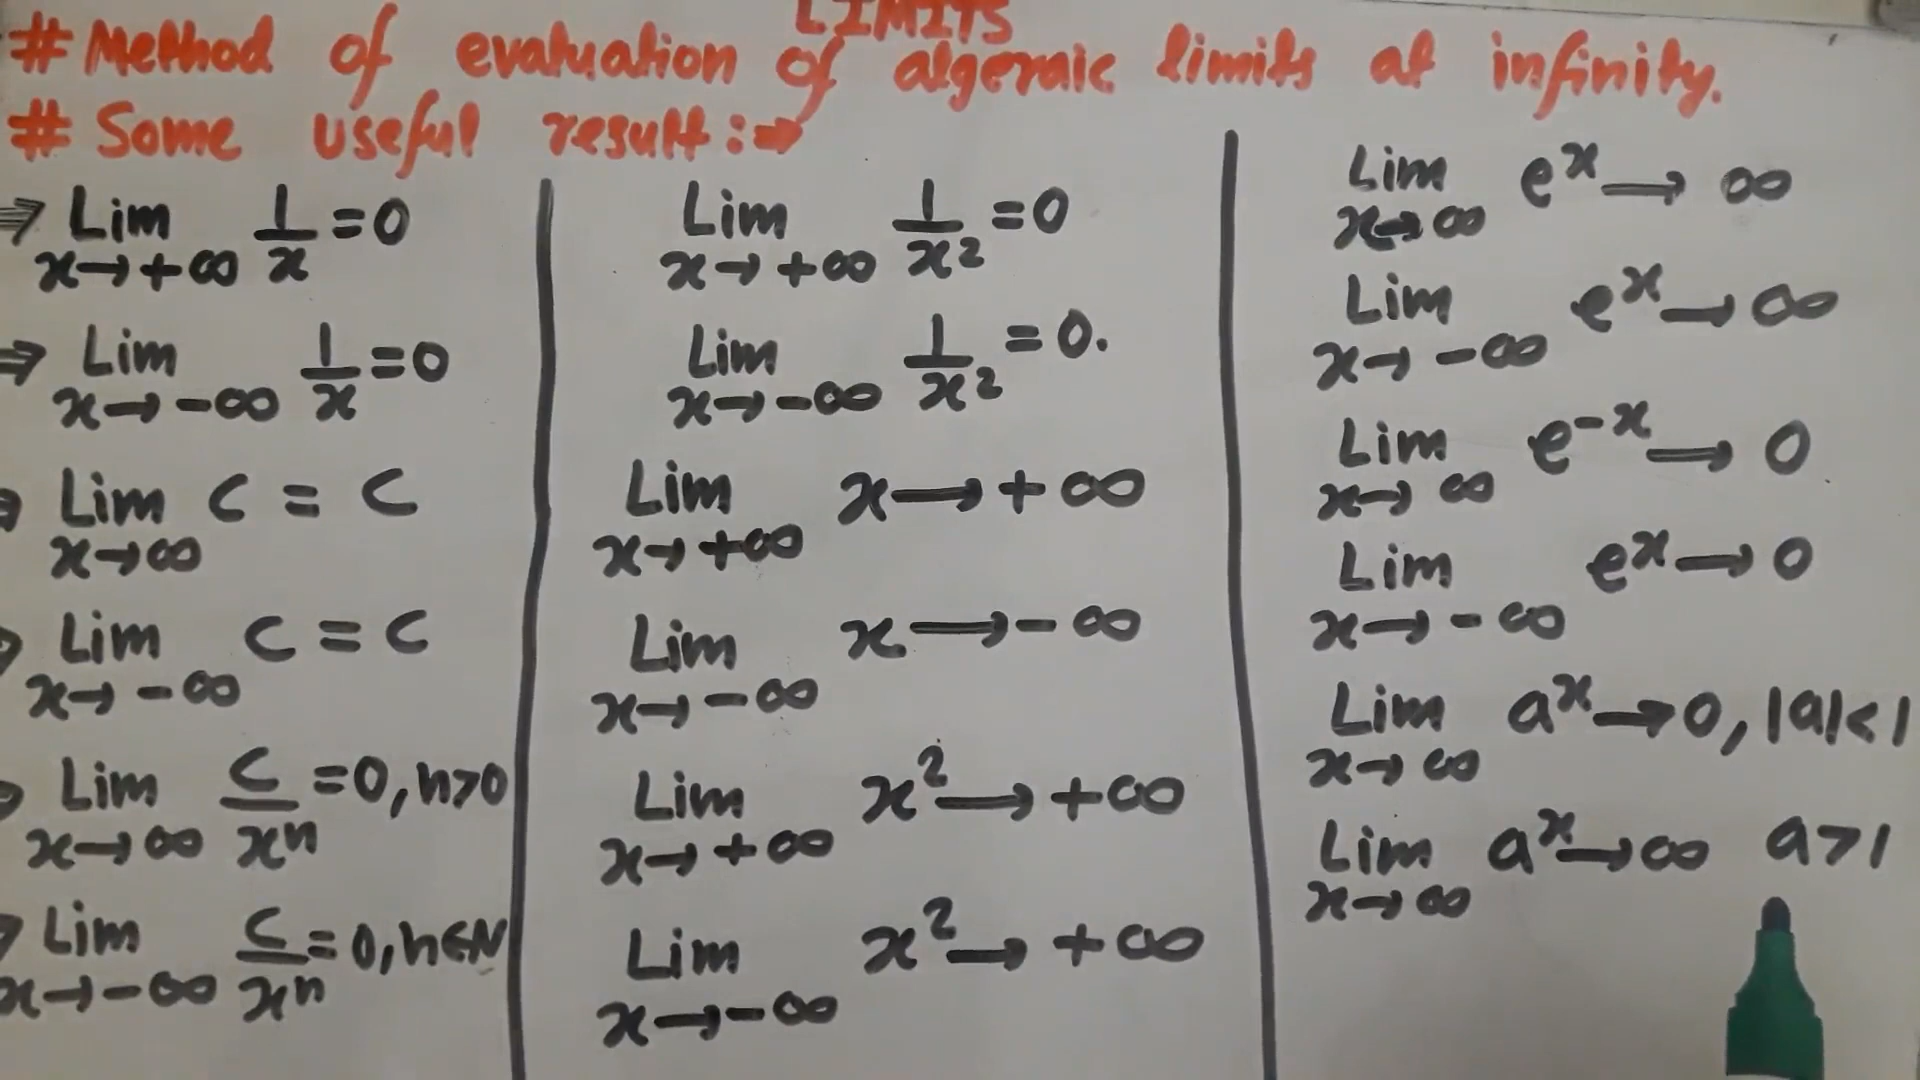 LIMITS
# Method of evaluation of algeraic limits at infinity.
# Some useful result :→
⇒ Lim x→+∞ 1/x = 0
⇒ Lim x→-∞ 1/x = 0
⇒ Lim x→∞ C = C
⇒ Lim x→-∞ C = C
⇒ Lim x→∞ C/xⁿ = 0, n>0
⇒ Lim x→-∞ C/xⁿ = 0, n∈N
Lim x→+∞ 1/x² = 0
Lim x→-∞ 1/x² = 0.
Lim x→+∞ x → +∞
Lim x→-∞ x → -∞
Lim x→+∞ x² → +∞
Lim x→-∞ x² → +∞
Lim x→∞ eˣ → ∞
Lim x→-∞ eˣ → ∞
Lim x→∞ e⁻ˣ → 0
Lim x→-∞ eˣ → 0
Lim x→∞ aˣ → 0, |a|<1
Lim x→∞ aˣ → ∞ a>1